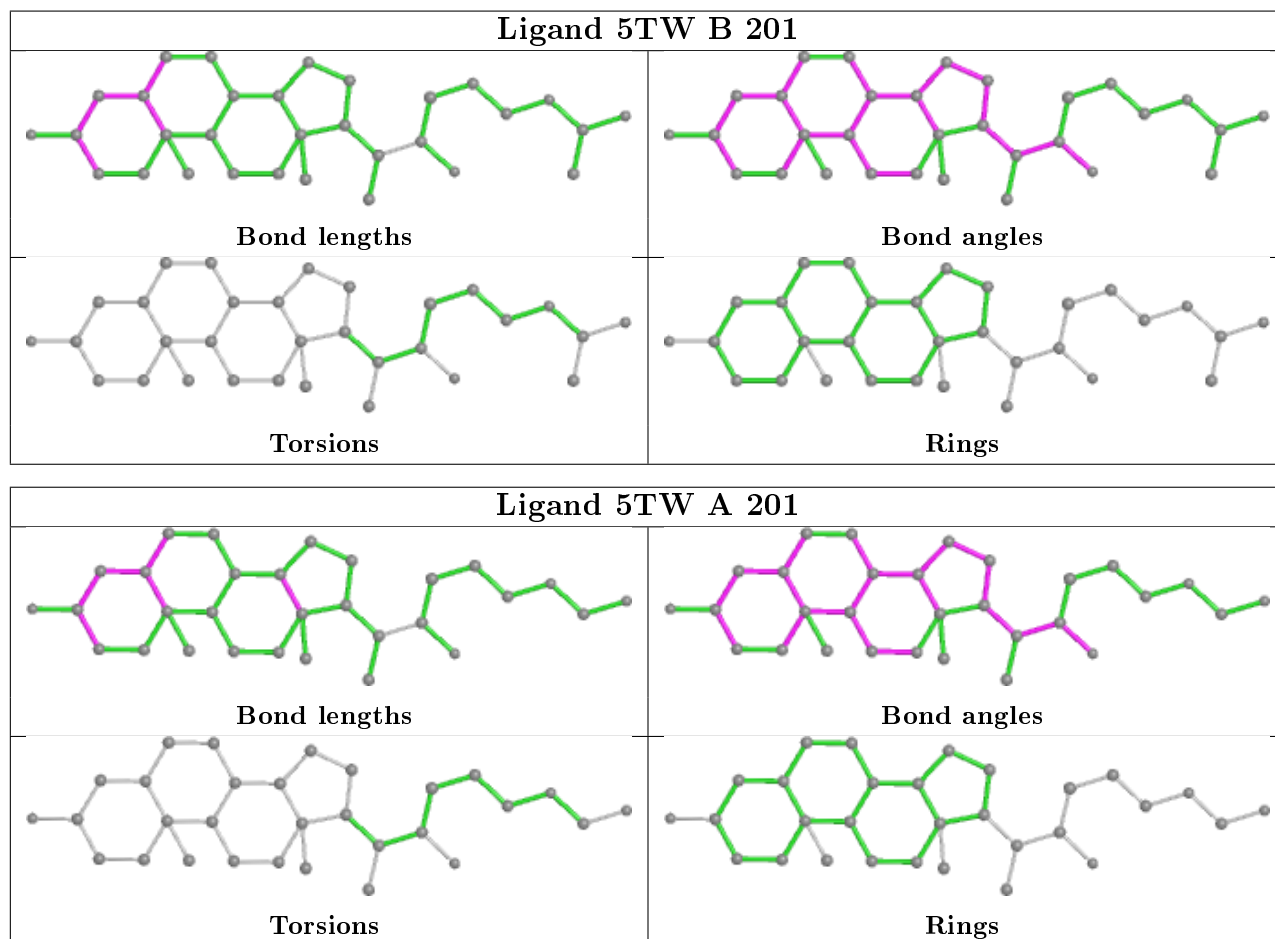 Ligand 5TW B 201
Bond lengths
Bond angles
Torsions
Rings
Ligand 5TW A 201
Bond lengths
Bond angles
Torsions
Rings